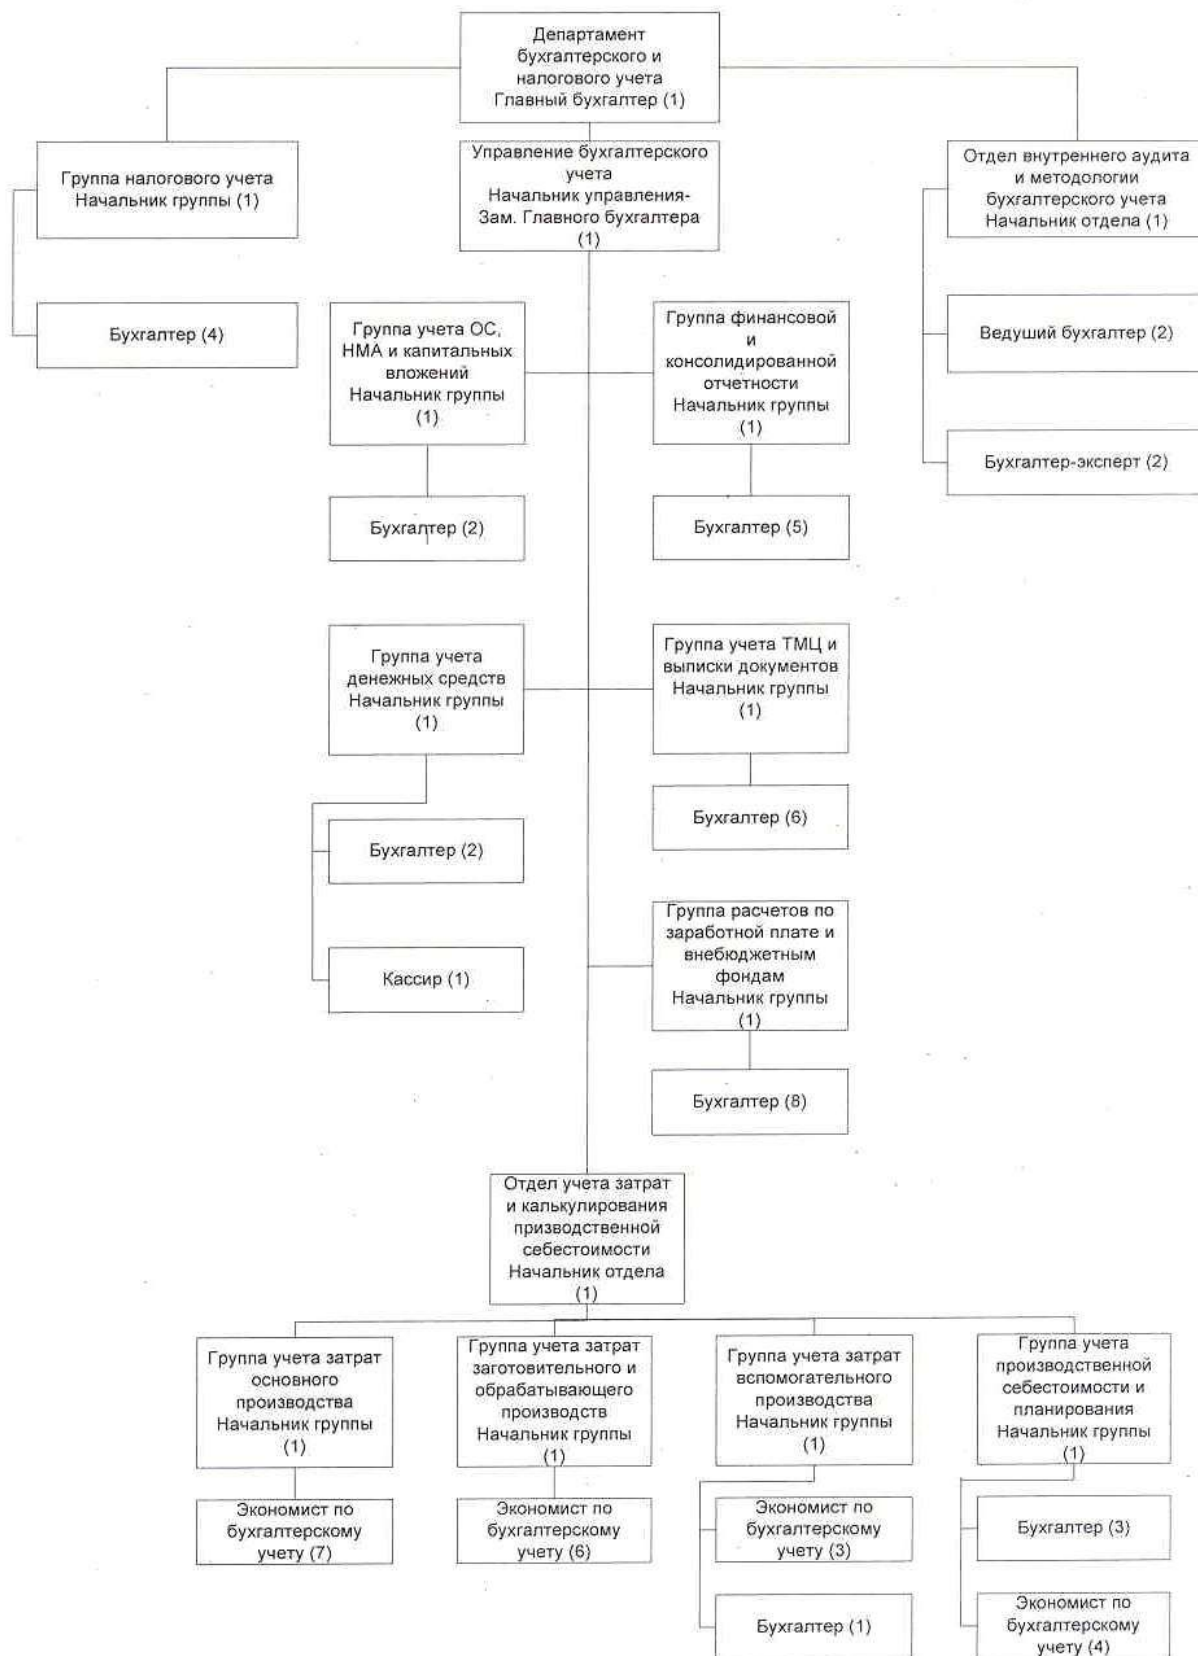 Департамент
бухгалтерского и
налогового учета
Главный бухгалтер (1)
Группа налогового учета
Начальник группы (1)
Управление бухгалтерского
учета
Начальник управления-
Зам. Главного бухгалтера
(1)
Отдел внутреннего аудита
и методологии
бухгалтерского учета
Начальник отдела (1)
Бухгалтер (4)
Группа учета ОС,
НМА и капитальных
вложений
Начальник группы
(1)
Группа финансовой
и
консолидированной
отчетности
Начальник группы
(1)
Ведуший бухгалтер (2)
Бухгалтер-эксперт (2)
Бухгалтер (2)
Бухгалтер (5)
Группа учета
денежных средств
Начальник группы
(1)
Группа учета ТМЦ и
выписки документов
Начальник группы
(1)
Бухгалтер (6)
Бухгалтер (2)
Кассир (1)
Группа расчетов по
заработной плате и
внебюджетным
фондам
Начальник группы
(1)
Бухгалтер (8)
Отдел учета затрат
и калькулирования
призводственной
себестоимости
Начальник отдела
(1)
Группа учета затрат
основного
производства
Начальник группы
(1)
Группа учета затрат
заготовительного и
обрабатывающего
производств
Начальник группы
(1)
Группа учета затрат
вспомогательного
производства
Начальник группы
(1)
Группа учета
производственной
себестоимости и
планирования
Начальник группы
(1)
Экономист по
бухгалтерскому
учету (7)
Экономист по
бухгалтерскому
учету (6)
Экономист по
бухгалтерскому
учету (3)
Бухгалтер (3)
Бухгалтер (1)
Экономист по
бухгалтерскому
учету (4)